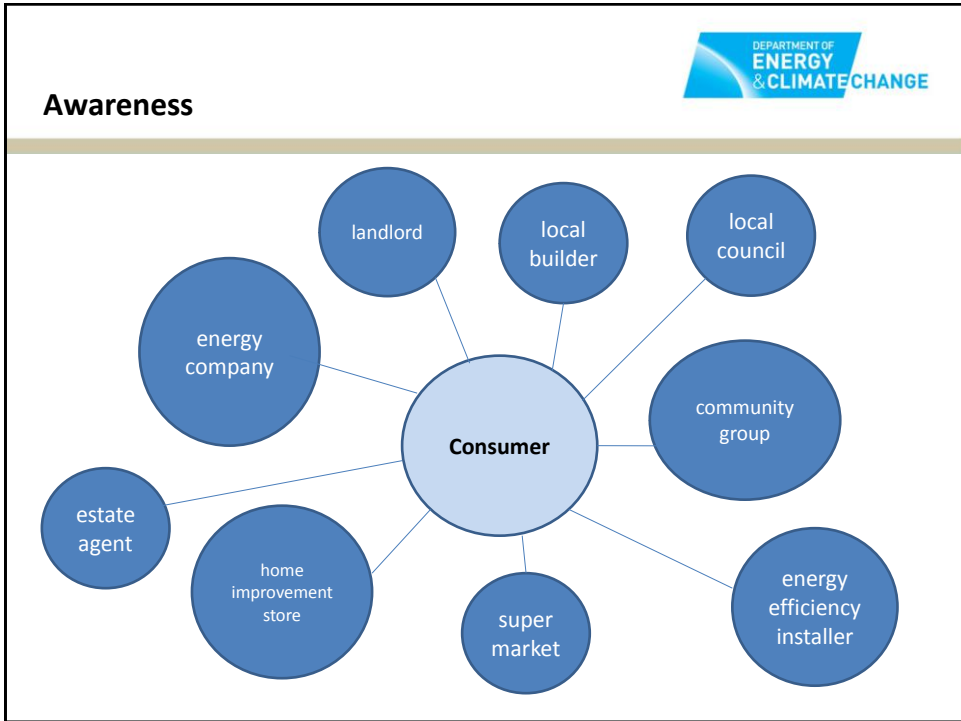 DEPARTMENT OF
ENERGY
& CLIMATE CHANGE
Awareness
landlord
local
builder
local
council
energy
company
community
group
Consumer
estate
agent
home
improvement
store
super
market
energy
efficiency
installer